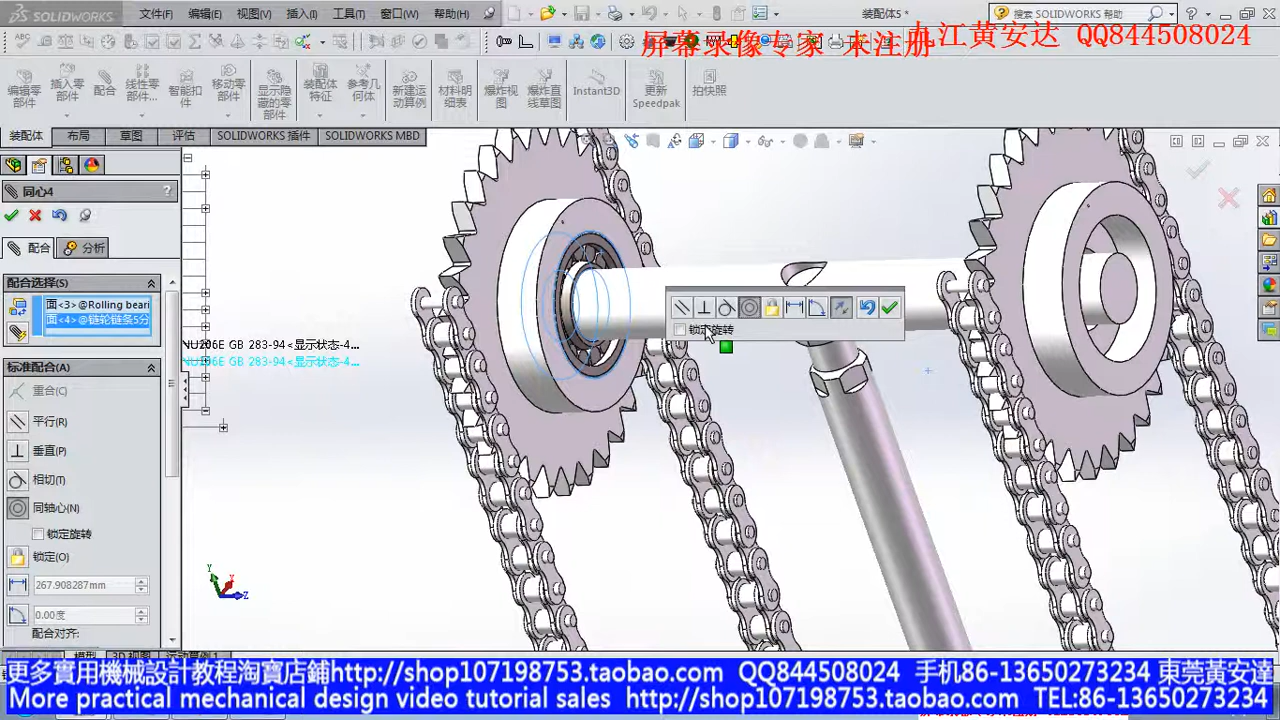 SOLIDWORKS
文件(F)
编辑(E)
视图(V)
插入(I)
工具(T)
窗口(W)
帮助(H)
装配体*
搜索 SOLIDWORKS 帮助
屏幕录像专家 未注册
九江黄安达 QQ844508024
编辑零部件
插入零部件
配合
线性零部件...
智能扣件
移动零部件
显示隐藏的零部件
装配体特征
参考几何体
新建运动算例
材料明细表
爆炸视图
爆炸直线草图
Instant3D
更新 Speedpak
拍快照
装配体
布局
草图
评估
SOLIDWORKS 插件
SOLIDWORKS MBD
同心4
配合
分析
配合选择(S)
面<3>@Rolling beari
面<4>@链轮链条5分
标准配合(A)
重合(C)
平行(R)
垂直(P)
相切(T)
同轴心(N)
锁定旋转
锁定(O)
267.908287mm
0.00度
配合对齐:
NU206E GB 283-94<显示状态-4...
NU206E GB 283-94<显示状态-4...
锁定旋转
Y
X
Z
模型
3D 视图
运动算例1
更多實用機械設計教程淘寶店鋪http://shop107198753.taobao.com QQ844508024 手机86-13650273234 東莞黃安達
More practical mechanical design video tutorial sales http://shop107198753.taobao.com TEL:86-13650273234